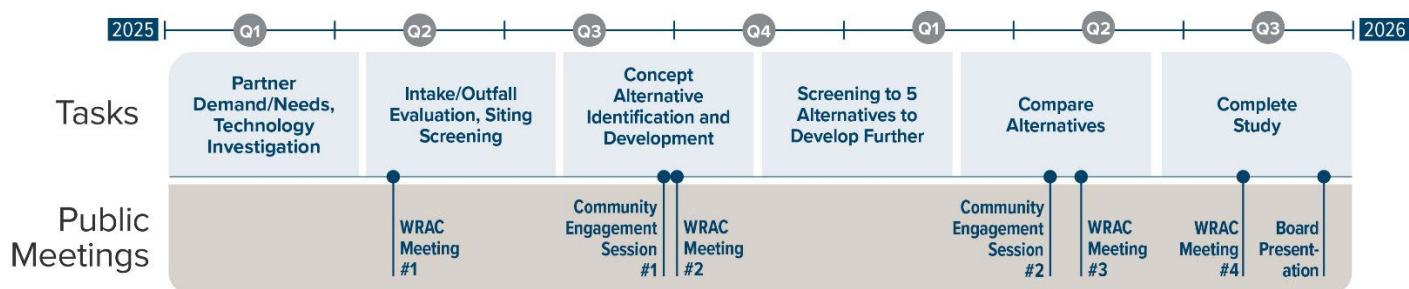 2025
Q1
Q2
Q3
Q4
Q1
Q2
Q3
2026
Tasks
Partner
Demand/Needs,
Technology
Investigation
Intake/Outfall
Evaluation, Siting
Screening
Concept
Alternative
Identification and
Development
Screening to 5
Alternatives to
Develop Further
Compare
Alternatives
Complete
Study
Public
Meetings
WRAC
Meeting
#1
Community
Engagement
Session
#1
WRAC
Meeting
#2
Community
Engagement
Session
#2
WRAC
Meeting
#3
WRAC
Meeting
#4
Board
Present-
ation